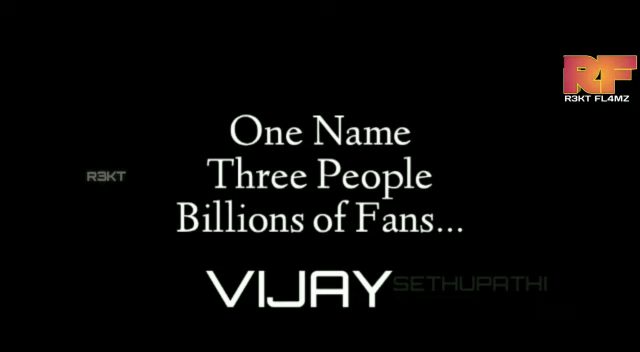 RF
R3KT FL4MZ
One Name
Three People
R3KT
Billions of Fans...
VIJAY SETHUPATHI